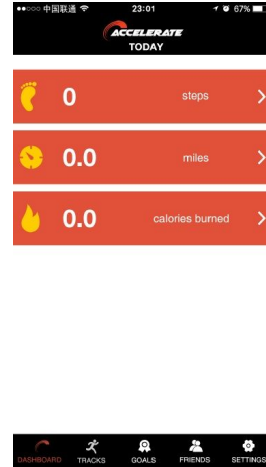 中国联通 23:01 67%
ACCELERATE
TODAY
0 steps
0.0 miles
0.0 calories burned
DASHBOARD TRACKS GOALS FRIENDS SETTINGS